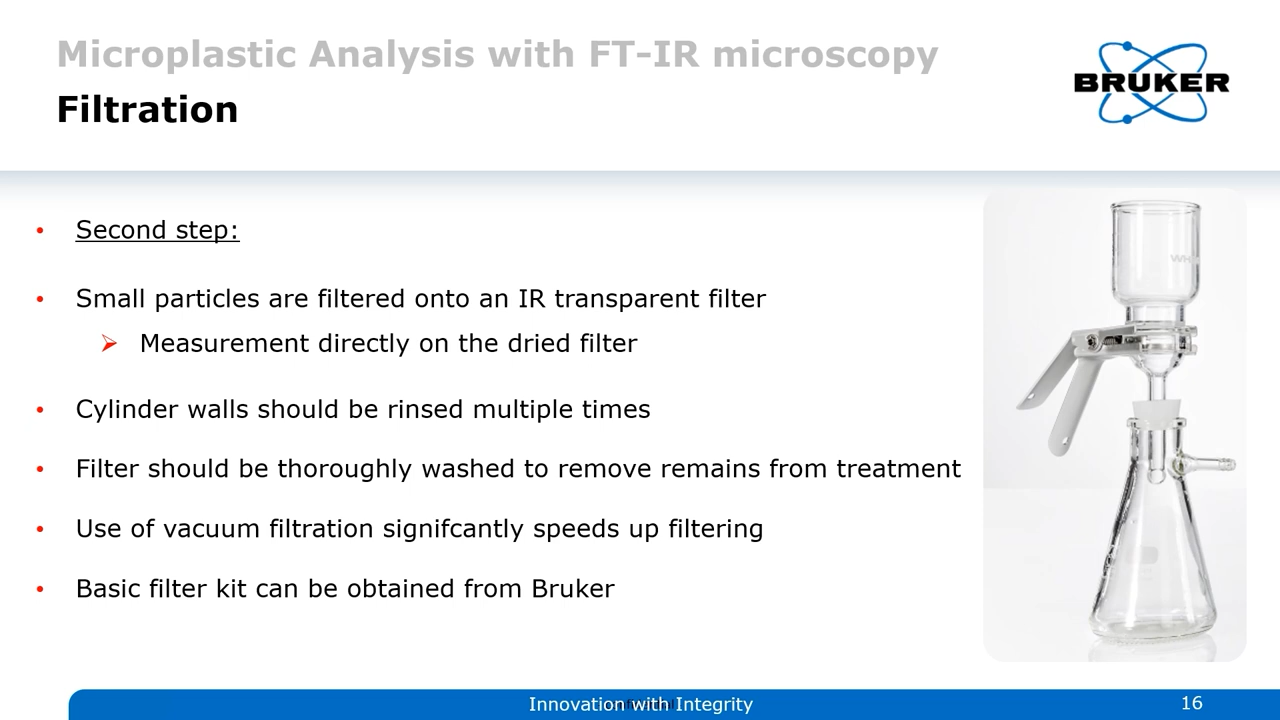 Microplastic Analysis with FT-IR microscopy
Filtration
BRUKER
• Second step:
• Small particles are filtered onto an IR transparent filter
➢ Measurement directly on the dried filter
• Cylinder walls should be rinsed multiple times
• Filter should be thoroughly washed to remove remains from treatment
• Use of vacuum filtration signifcantly speeds up filtering
• Basic filter kit can be obtained from Bruker
Innovation with Integrity
16